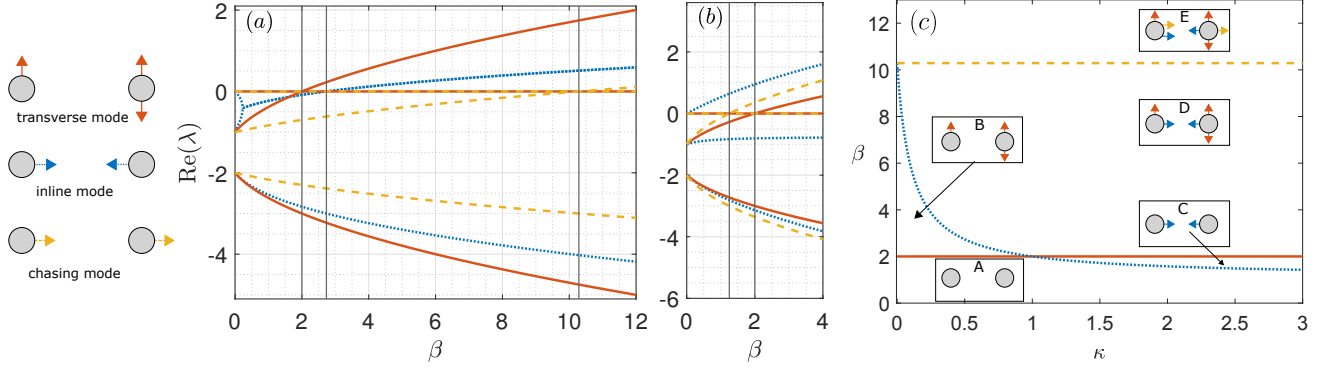 transverse mode
inline mode
chasing mode
(a)
Re(λ)
2
0
-2
-4
0
2
4
6
8
10
12
β
(b)
2
0
-2
-4
-6
0
2
4
β
(c)
β
12
10
8
6
4
2
0
E
D
B
C
A
0
0.5
1
1.5
2
2.5
3
κ